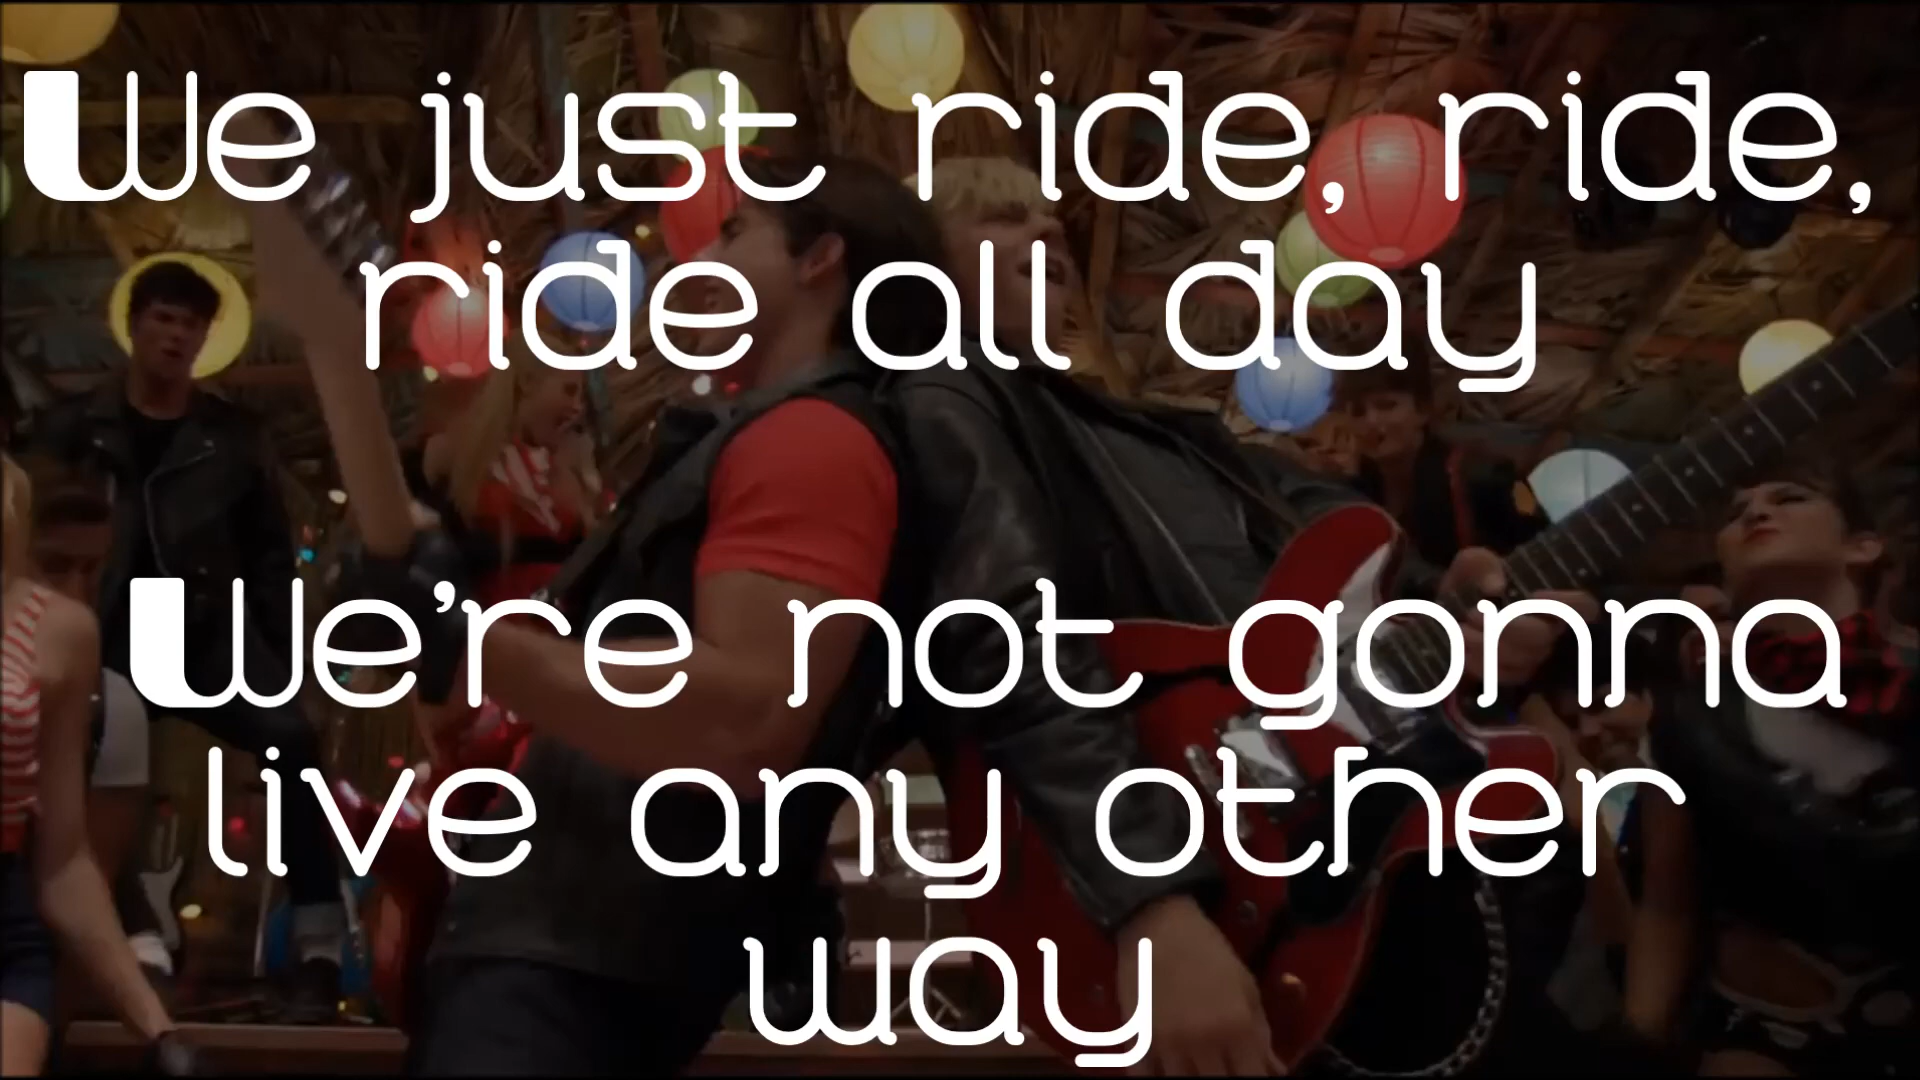 We just ride, ride,
ride all day
We're not gonna
live any other
way